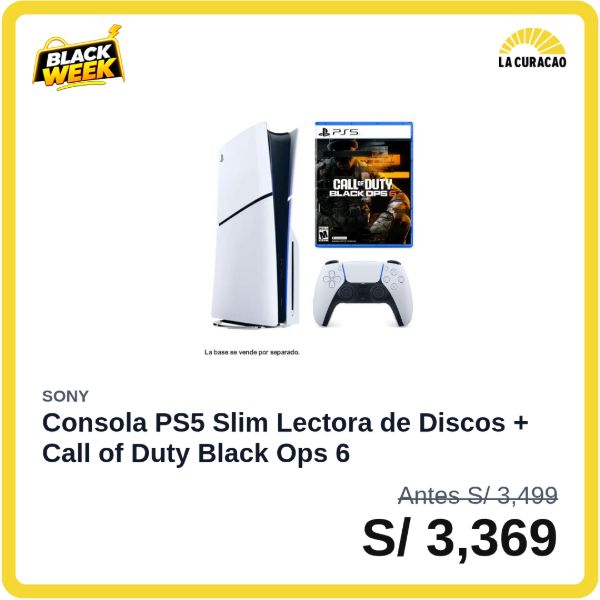 BLACK
WEEK
LA CURACAO
PS5
CALL OF DUTY
BLACK OPS 6
M
La base se vende por separado.
SONY
Consola PS5 Slim Lectora de Discos +
Call of Duty Black Ops 6
Antes S/ 3,499
S/ 3,369